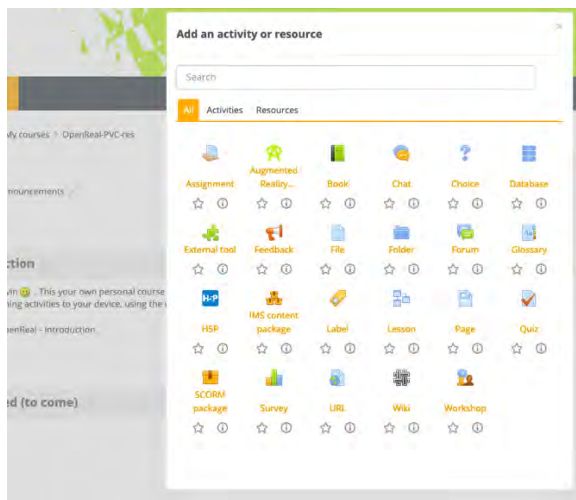 Add an activity or resource
×
Search
All Activities Resources
Assignment
Augmented
Reality...
Book
Chat
Choice
Database
External tool
Feedback
File
Folder
Forum
Glossary
H5P
IMS content
package
Label
Lesson
Page
Quiz
SCORM
package
Survey
URL
Wiki
Workshop
My courses
OpenReal-PVC-res
nnouncements
ction
. This your own personal course
ning activities to your device, using the
penReal - Introduction
ed (to come)